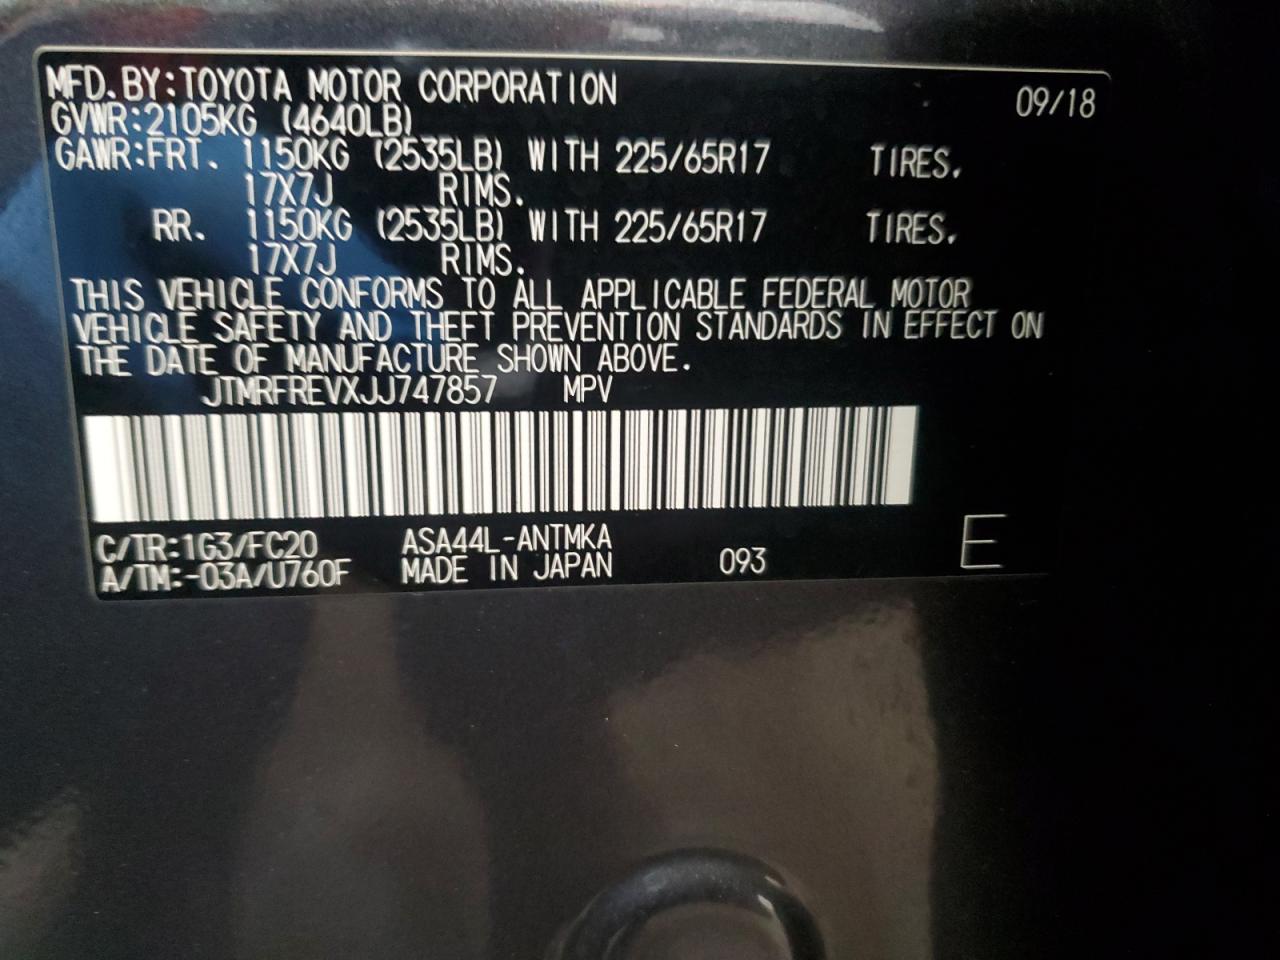 MFD.BY:TOYOTA MOTOR CORPORATION 09/18
GVWR:2105KG (4640LB)
GAWR:FRT. 1150KG (2535LB) WITH 225/65R17 TIRES.
17X7J RIMS.
RR. 1150KG (2535LB) WITH 225/65R17 TIRES.
17X7J RIMS.
THIS VEHICLE CONFORMS TO ALL APPLICABLE FEDERAL MOTOR
VEHICLE SAFETY AND THEFT PREVENTION STANDARDS IN EFFECT ON
THE DATE OF MANUFACTURE SHOWN ABOVE.
JTMRFREVXJJ747857 MPV
C/TR:1G3/FC20 ASA44L-ANTMKA
A/TM:-03A/U760F MADE IN JAPAN 093 E